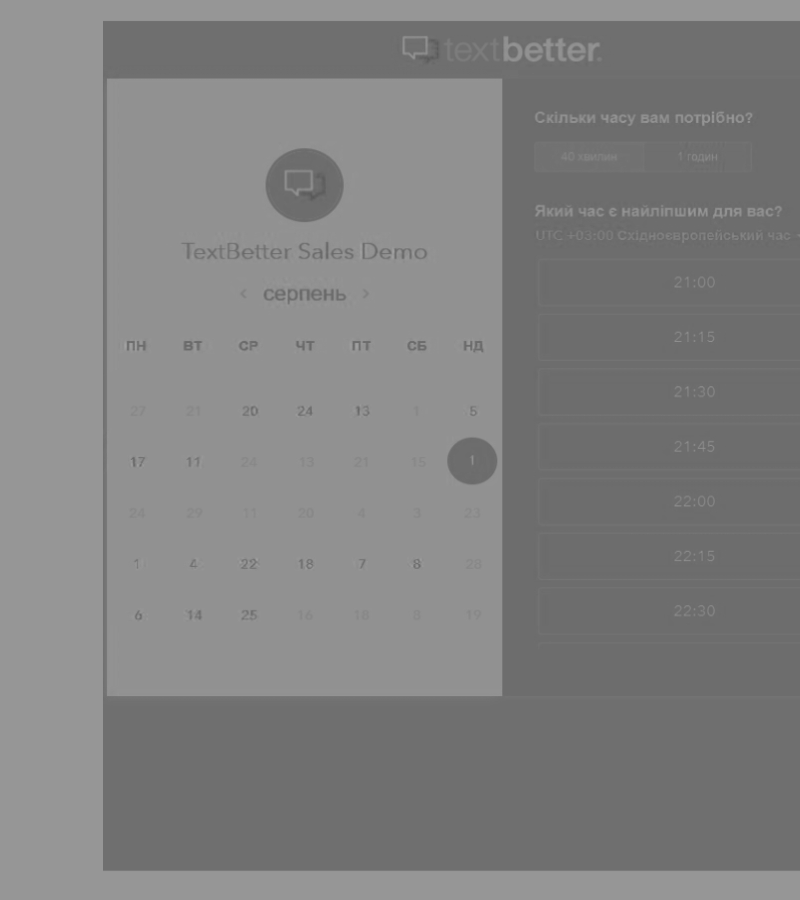 textbetter
TextBetter Sales Demo
‹ серпень ›
ПН ВТ СР ЧТ ПТ СБ НД
27 21 20 24 13 1 5
17 11 24 13 21 15 1
24 29 11 20 4 3 23
1 4 22 18 7 8 28
6 14 25 16 18 8 19
Скільки часу вам потрібно?
40 хвилин 1 годин
Який час є найліпшим для вас?
UTC +03:00 Східноєвропейський час
21:00
21:15
21:30
21:45
22:00
22:15
22:30